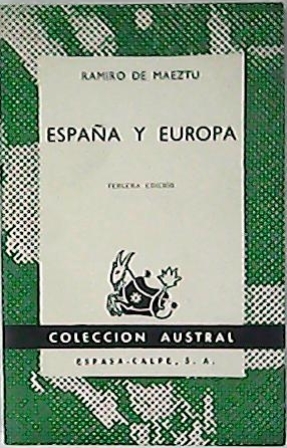 RAMIRO DE MAEZTU
ESPAÑA Y EUROPA
TERCERA EDICIÓN
COLECCION AUSTRAL
ESPASA-CALPE, S. A.